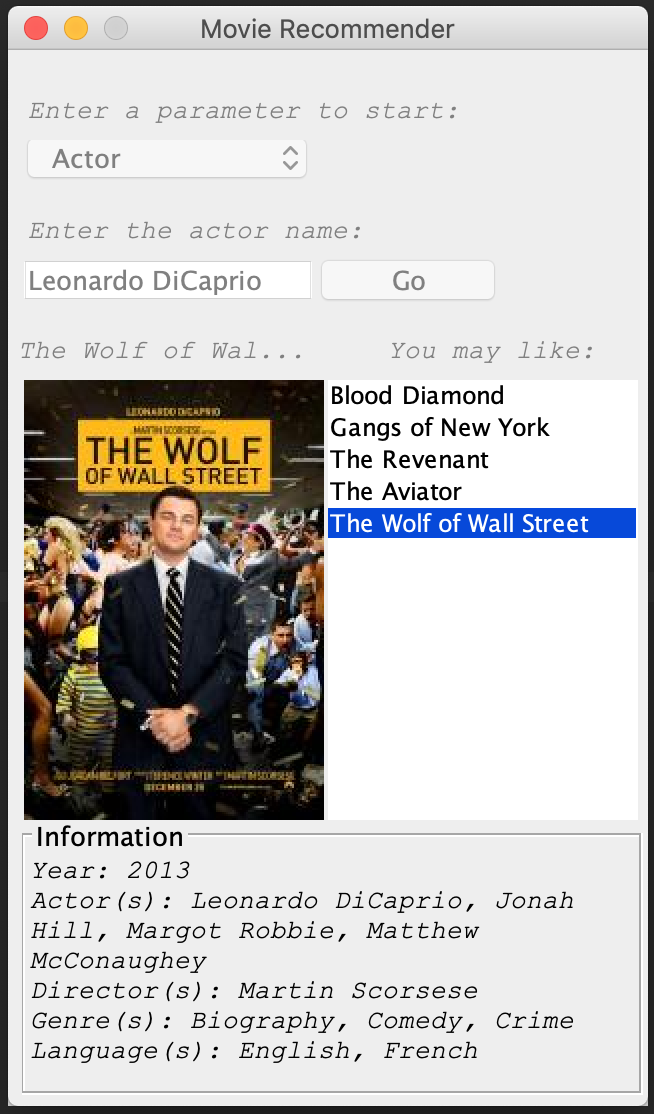 Movie Recommender
Enter a parameter to start:
Actor
Enter the actor name:
Leonardo DiCaprio
Go
The Wolf of Wal...
You may like:
LEONARDO DiCAPRIO
THE WOLF
OF WALL STREET
DECEMBER 25
Blood Diamond
Gangs of New York
The Revenant
The Aviator
The Wolf of Wall Street
Information
Year: 2013
Actor(s): Leonardo DiCaprio, Jonah
Hill, Margot Robbie, Matthew
McConaughey
Director(s): Martin Scorsese
Genre(s): Biography, Comedy, Crime
Language(s): English, French